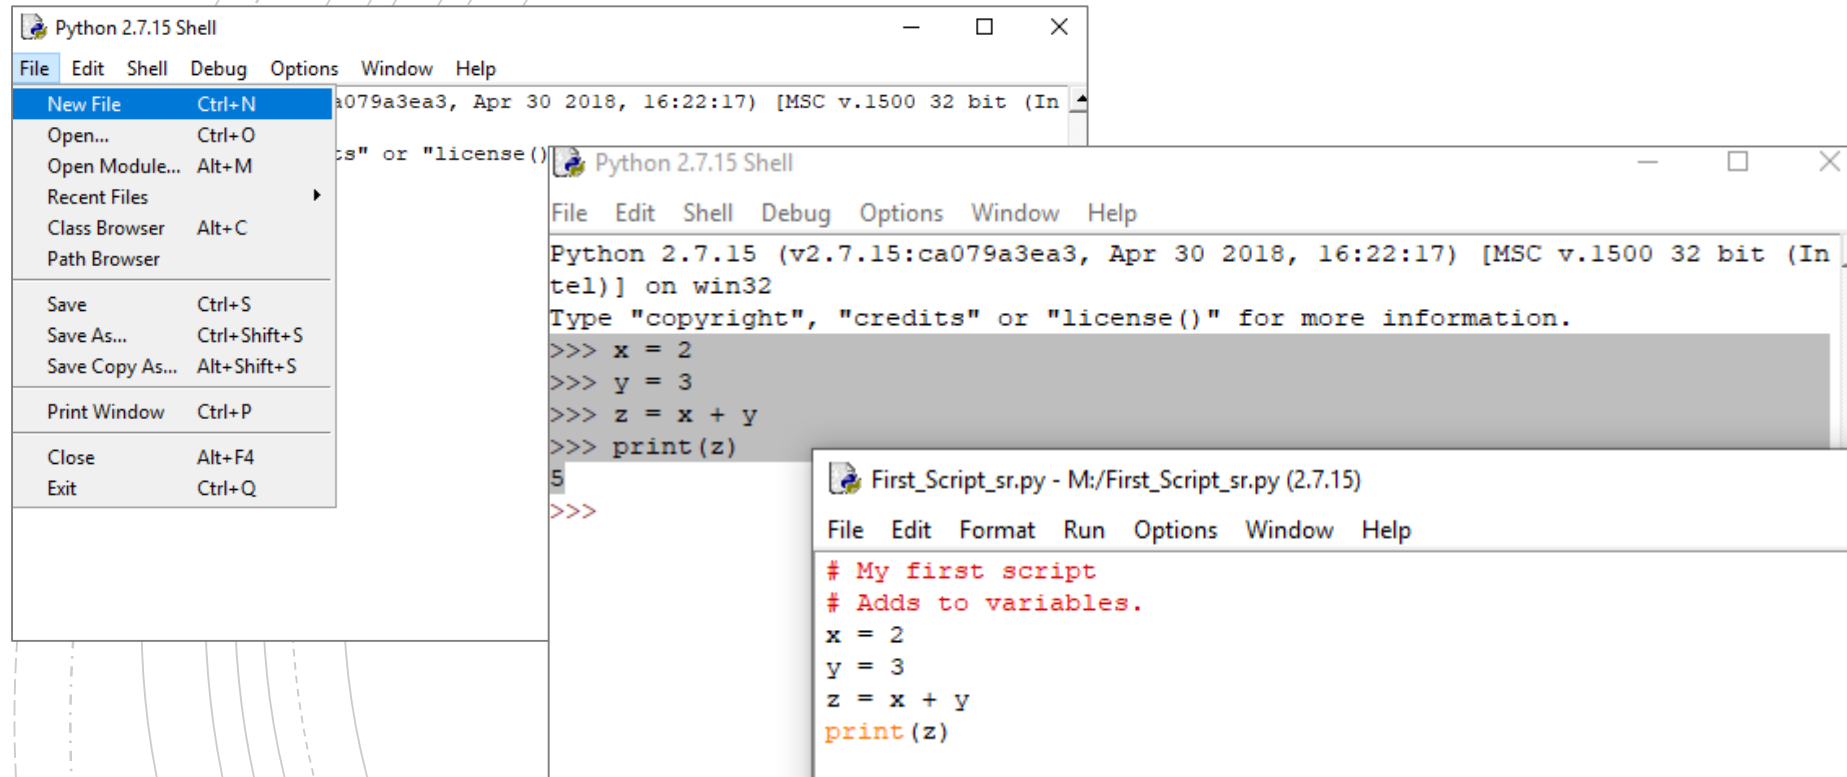 Python 2.7.15 Shell
File Edit Shell Debug Options Window Help
New File Ctrl+N
Open... Ctrl+O
Open Module... Alt+M
Recent Files
Class Browser Alt+C
Path Browser
Save Ctrl+S
Save As... Ctrl+Shift+S
Save Copy As... Alt+Shift+S
Print Window Ctrl+P
Close Alt+F4
Exit Ctrl+Q
a079a3ea3, Apr 30 2018, 16:22:17) [MSC v.1500 32 bit (In
ts" or "license()
Python 2.7.15 Shell
File Edit Shell Debug Options Window Help
Python 2.7.15 (v2.7.15:ca079a3ea3, Apr 30 2018, 16:22:17) [MSC v.1500 32 bit (In
tel)] on win32
Type "copyright", "credits" or "license()" for more information.
>>> x = 2
>>> y = 3
>>> z = x + y
>>> print(z)
5
>>>
First_Script_sr.py - M:/First_Script_sr.py (2.7.15)
File Edit Format Run Options Window Help
# My first script
# Adds to variables.
x = 2
y = 3
z = x + y
print(z)